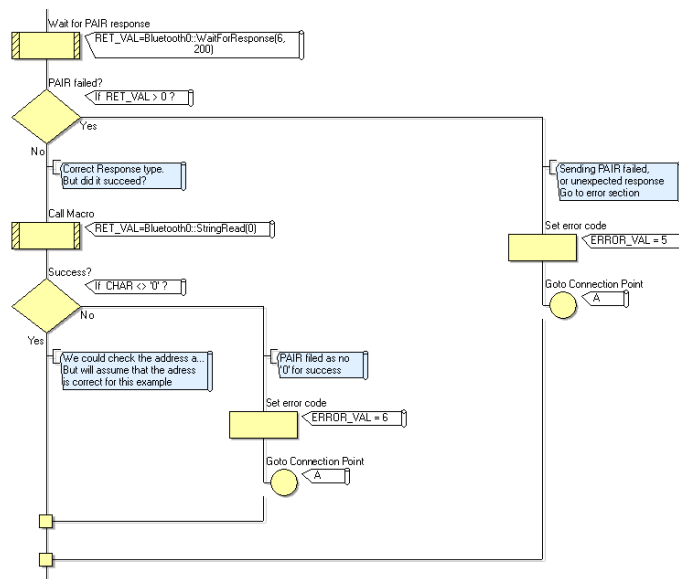 Wait for PAIR response
RET_VAL=Bluetooth0::WaitForResponse(6,
200)
PAIR failed?
If RET_VAL > 0 ?
Yes
No
Correct Response type.
But did it succeed?
Sending PAIR failed,
or unexpected response
Go to error section
Call Macro
RET_VAL=Bluetooth0::StringRead(0)
Set error code
ERROR_VAL = 5
Success?
If CHAR <> '0' ?
Goto Connection Point
A
No
Yes
We could check the address a...
But will assume that the adress
is correct for this example
PAIR filed as no
'0' for success
Set error code
ERROR_VAL = 6
Goto Connection Point
A